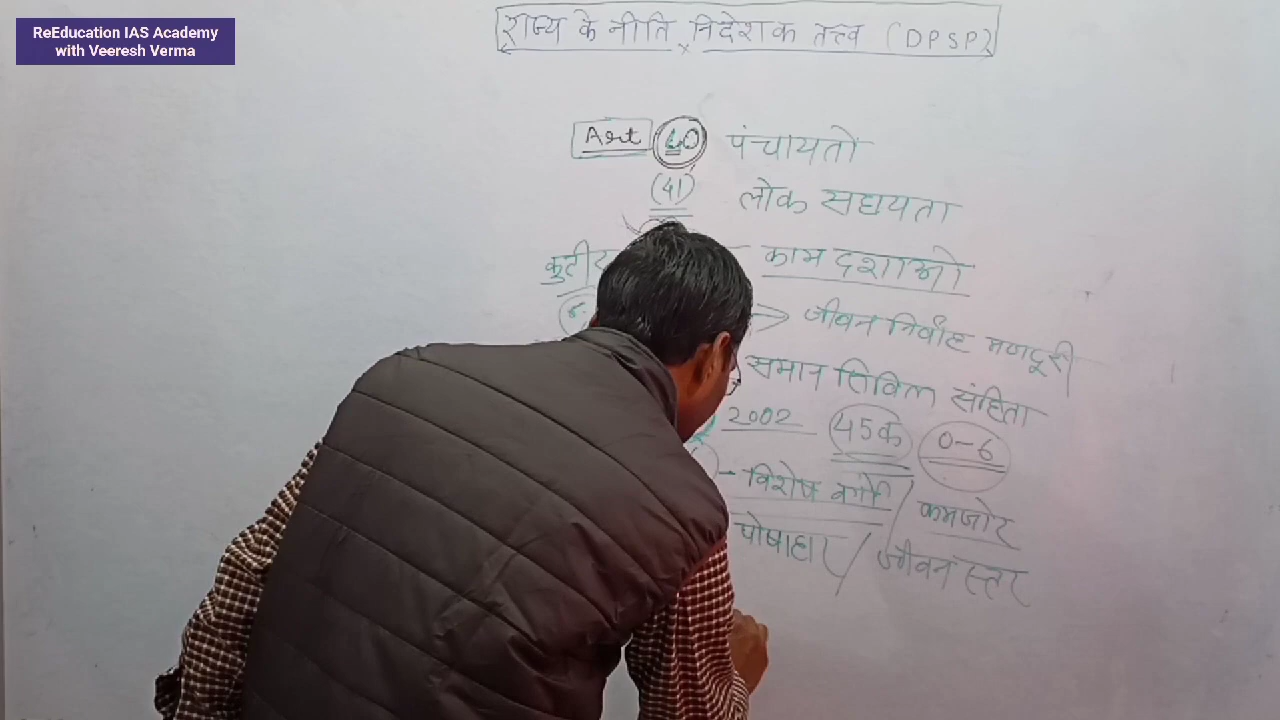 ReEducation IAS Academy
with Veeresh Verma
राज्य के नीति निदेशक तत्त्व (DPSP)
Art 40 पंचायतो
(41) लोक सहायता
कुटीर काम दशाओ
जीवन निर्वाह मजदूरी
समान सिविल संहिता
2002 45क 0-6
- विशेष वर्गो / कमजोर
पोषाहार / जीवन स्तर